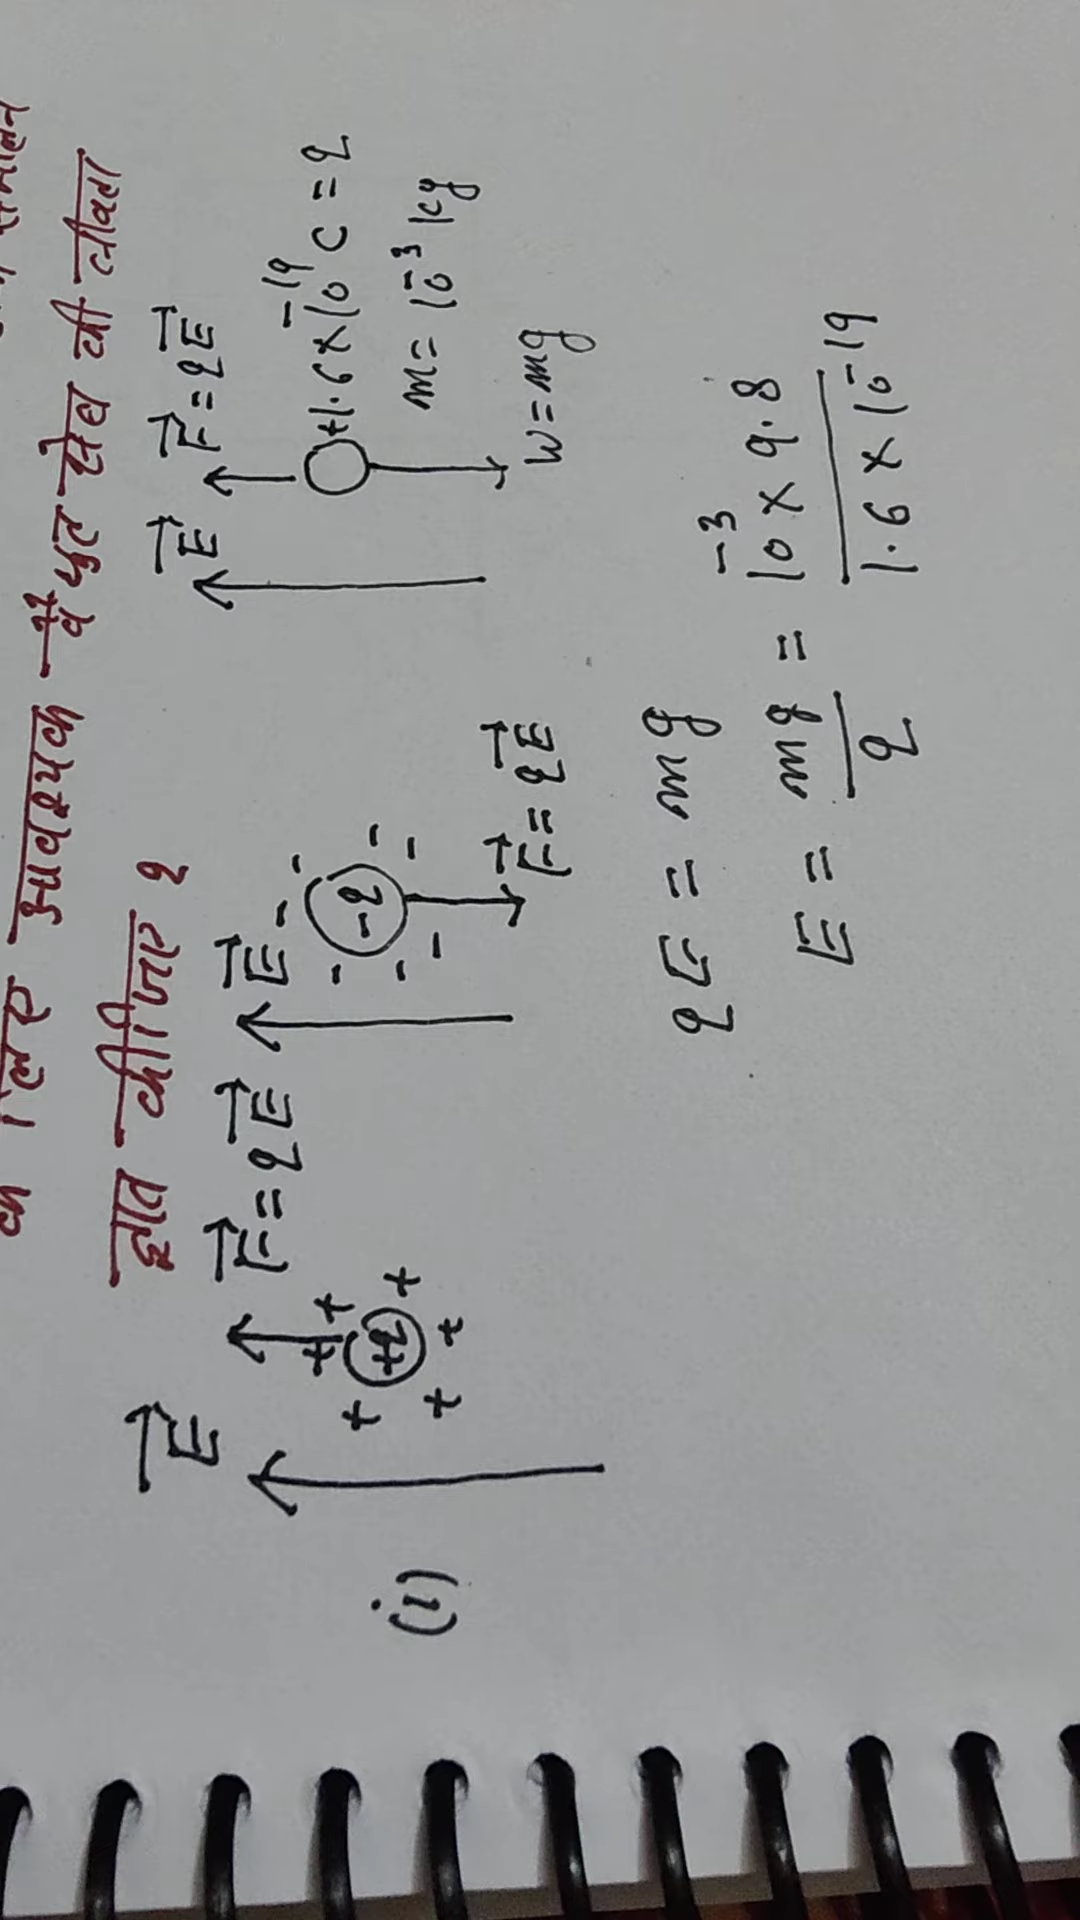 के लिए आवश्यक वैधुत क्षेत्र की तीव्रता
ज्ञात कीजिए ?
(i) E⃗ F⃗ = qE⃗ E⃗ E⃗ F⃗ = qE⃗
+ + + + + + +q
- - - - - - - -q
+1.6×10⁻¹⁹ C = q
m = 10⁻³ kg
F⃗ = qE⃗ W = mg
qE = mg
E = mg/q = 10⁻³ × 9.8 / 1.6 × 10⁻¹⁹